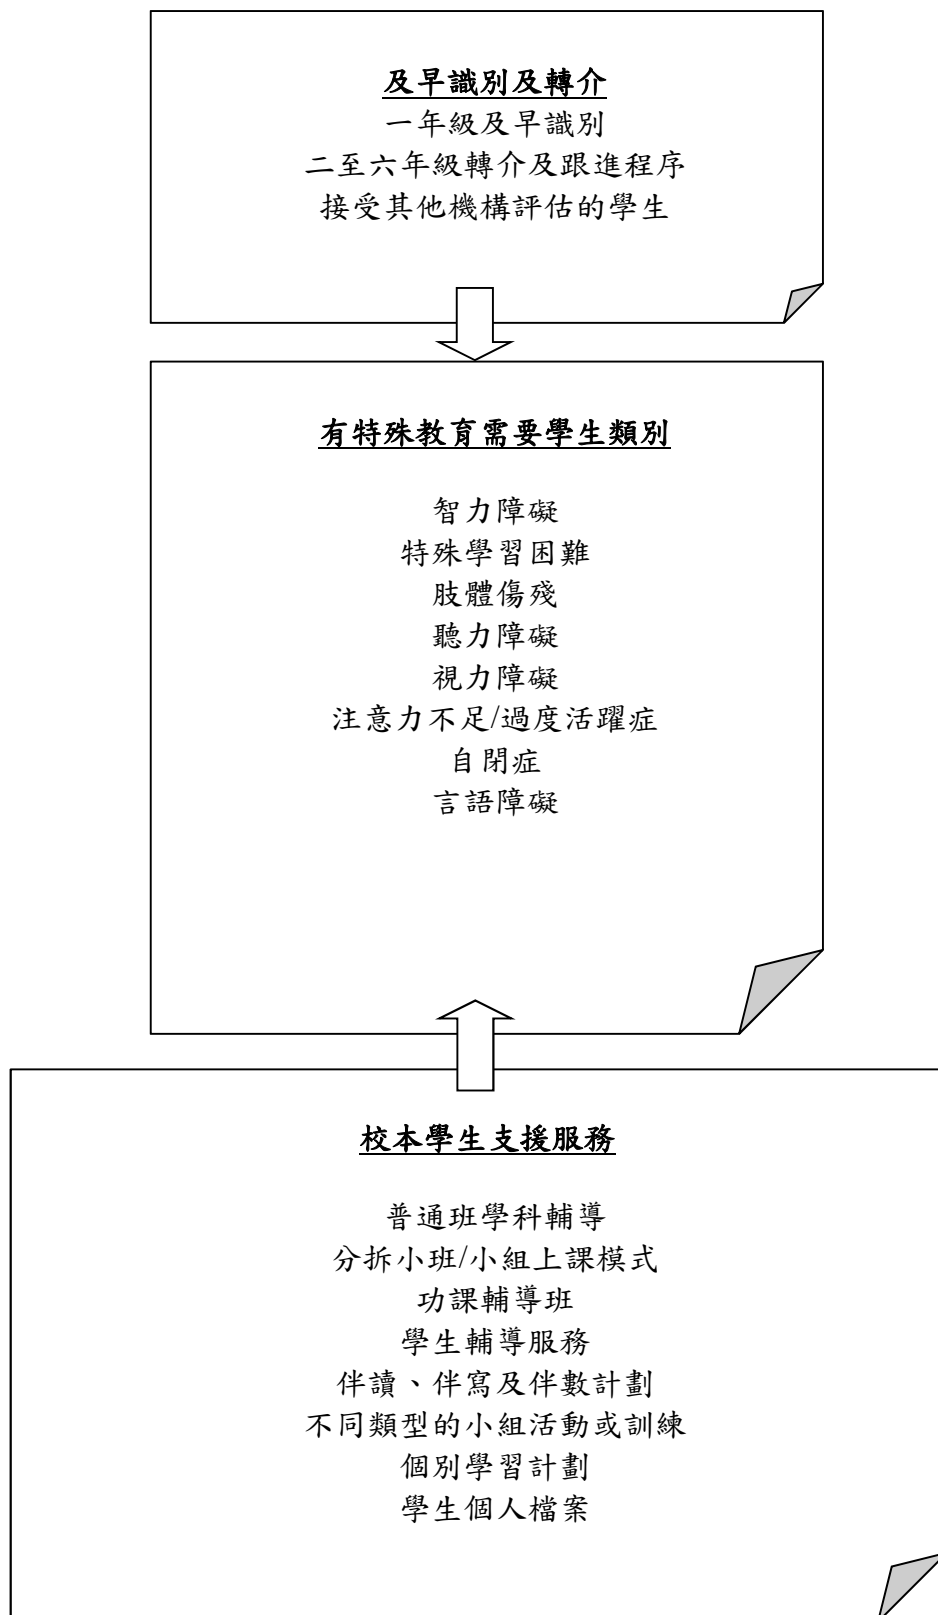 及早識別及轉介
一年級及早識別
二至六年級轉介及跟進程序
接受其他機構評估的學生
有特殊教育需要學生類別
智力障礙
特殊學習困難
肢體傷殘
聽力障礙
視力障礙
注意力不足/過度活躍症
自閉症
言語障礙
校本學生支援服務
普通班學科輔導
分拆小班/小組上課模式
功課輔導班
學生輔導服務
伴讀、伴寫及伴數計劃
不同類型的小組活動或訓練
個別學習計劃
學生個人檔案